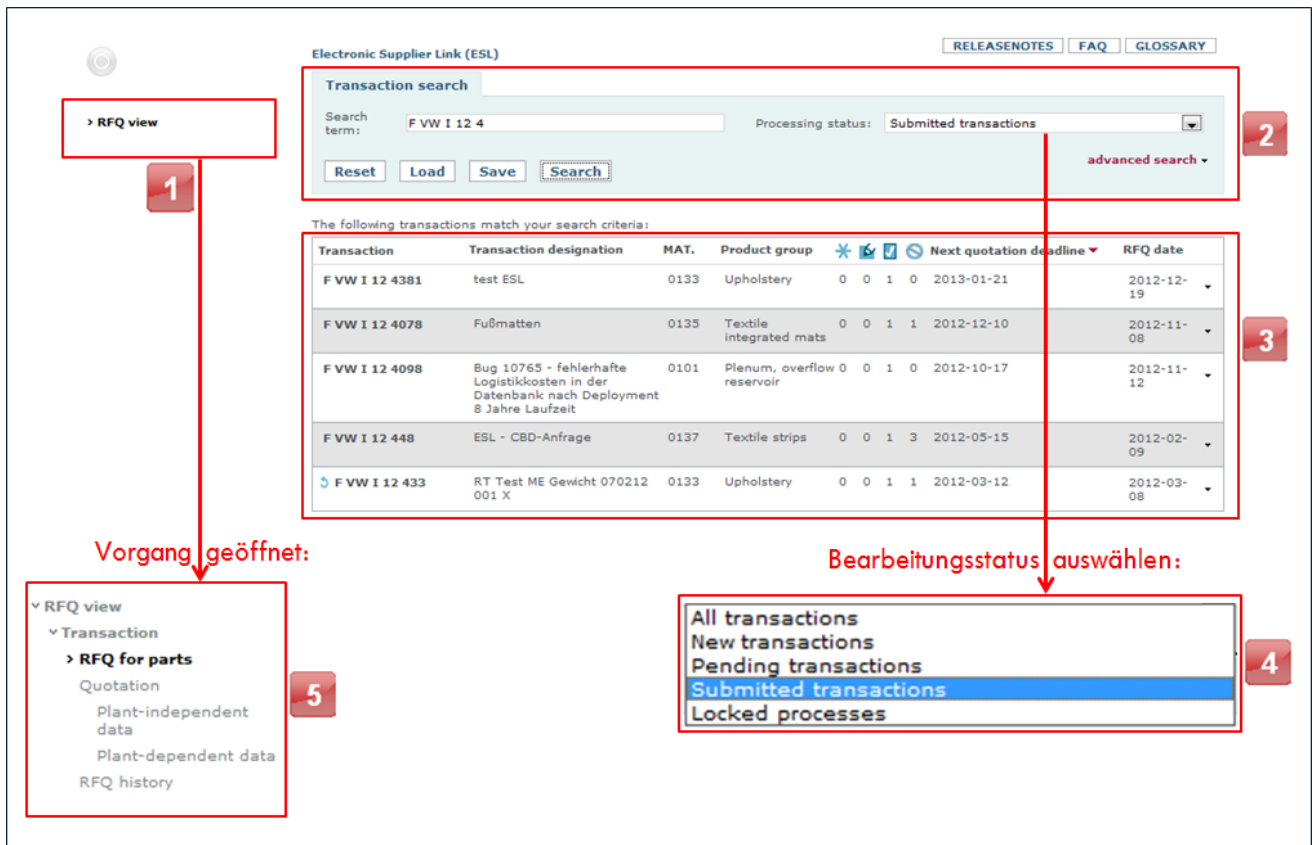 RELEASENOTES FAQ GLOSSARY
Electronic Supplier Link (ESL)
Transaction search
> RFQ view
Search term: F VW I 12 4 Processing status: Submitted transactions
2
advanced search
1
Reset Load Save Search
The following transactions match your search criteria:
Transaction Transaction designation MAT. Product group Next quotation deadline RFQ date
F VW I 12 4381 test ESL 0133 Upholstery 0 0 1 0 2013-01-21 2012-12-
19
F VW I 12 4078 Fußmatten 0135 Textile 0 0 1 1 2012-12-10 2012-11-
integrated mats 08
3
F VW I 12 4098 Bug 10765 - fehlerhafte 0101 Plenum, overflow 0 0 1 0 2012-10-17 2012-11-
Logistikkosten in der reservoir 12
Datenbank nach Deployment
8 Jahre Laufzeit
F VW I 12 448 ESL - CBD-Anfrage 0137 Textile strips 0 0 1 3 2012-05-15 2012-02-
09
F VW I 12 433 RT Test ME Gewicht 070212 0133 Upholstery 0 0 1 1 2012-03-12 2012-03-
001 X 08
Vorgang geöffnet:
Bearbeitungsstatus auswählen:
RFQ view
Transaction
> RFQ for parts
Quotation
Plant-independent
data
Plant-dependent data
RFQ history
5
All transactions
New transactions
Pending transactions
Submitted transactions
Locked processes
4